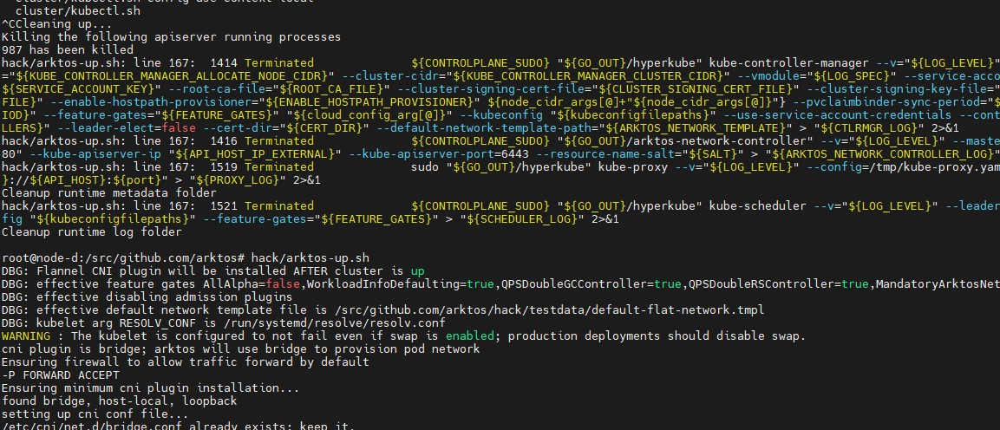 cluster/kubectl.sh config use-context local
cluster/kubectl.sh
^CCleaning up...
Killing the following apiserver running processes
987 has been killed
hack/arktos-up.sh: line 167:  1414 Terminated              ${CONTROLPLANE_SUDO} "${GO_OUT}/hyperkube" kube-controller-manager --v="${LOG_LEVEL}"
="${KUBE_CONTROLLER_MANAGER_ALLOCATE_NODE_CIDR}" --cluster-cidr="${KUBE_CONTROLLER_MANAGER_CLUSTER_CIDR}" --vmodule="${LOG_SPEC}" --service-acco
${SERVICE_ACCOUNT_KEY}" --root-ca-file="${ROOT_CA_FILE}" --cluster-signing-cert-file="${CLUSTER_SIGNING_CERT_FILE}" --cluster-signing-key-file="
FILE}" --enable-hostpath-provisioner="${ENABLE_HOSTPATH_PROVISIONER}" ${node_cidr_args[@]+"${node_cidr_args[@]}"} --pvclaimbinder-sync-period="$
IOD}" --feature-gates="${FEATURE_GATES}" "${cloud_config_arg[@]}" --kubeconfig "${kubeconfigfilepaths}" --use-service-account-credentials --cont
LLERS}" --leader-elect=false --cert-dir="${CERT_DIR}" --default-network-template-path="${ARKTOS_NETWORK_TEMPLATE}" > "${CTLRMGR_LOG}" 2>&1
hack/arktos-up.sh: line 167:  1416 Terminated              ${CONTROLPLANE_SUDO} "${GO_OUT}/arktos-network-controller" --v="${LOG_LEVEL}" --maste
80" --kube-apiserver-ip "${API_HOST_IP_EXTERNAL}" --kube-apiserver-port=6443 --resource-name-salt="${SALT}" > "${ARKTOS_NETWORK_CONTROLLER_LOG}"
hack/arktos-up.sh: line 167:  1519 Terminated              sudo "${GO_OUT}/hyperkube" kube-proxy --v="${LOG_LEVEL}" --config=/tmp/kube-proxy.yam
}://${API_HOST}:${port}" > "${PROXY_LOG}" 2>&1
Cleanup runtime metadata folder
hack/arktos-up.sh: line 167:  1521 Terminated              ${CONTROLPLANE_SUDO} "${GO_OUT}/hyperkube" kube-scheduler --v="${LOG_LEVEL}" --leader
fig "${kubeconfigfilepaths}" --feature-gates="${FEATURE_GATES}" > "${SCHEDULER_LOG}" 2>&1
Cleanup runtime log folder
root@node-d:/src/github.com/arktos# hack/arktos-up.sh
DBG: Flannel CNI plugin will be installed AFTER cluster is up
DBG: effective feature gates AllAlpha=false,WorkloadInfoDefaulting=true,QPSDoubleGCController=true,QPSDoubleRSController=true,MandatoryArktosNet
DBG: effective disabling admission plugins
DBG: effective default network template file is /src/github.com/arktos/hack/testdata/default-flat-network.tmpl
DBG: kubelet arg RESOLV_CONF is /run/systemd/resolve/resolv.conf
WARNING : The kubelet is configured to not fail even if swap is enabled; production deployments should disable swap.
cni plugin is bridge; arktos will use bridge to provision pod network
Ensuring firewall to allow traffic forward by default
-P FORWARD ACCEPT
Ensuring minimum cni plugin installation...
found bridge, host-local, loopback
setting up cni conf file...
/etc/cni/net.d/bridge.conf already exists; keep it.